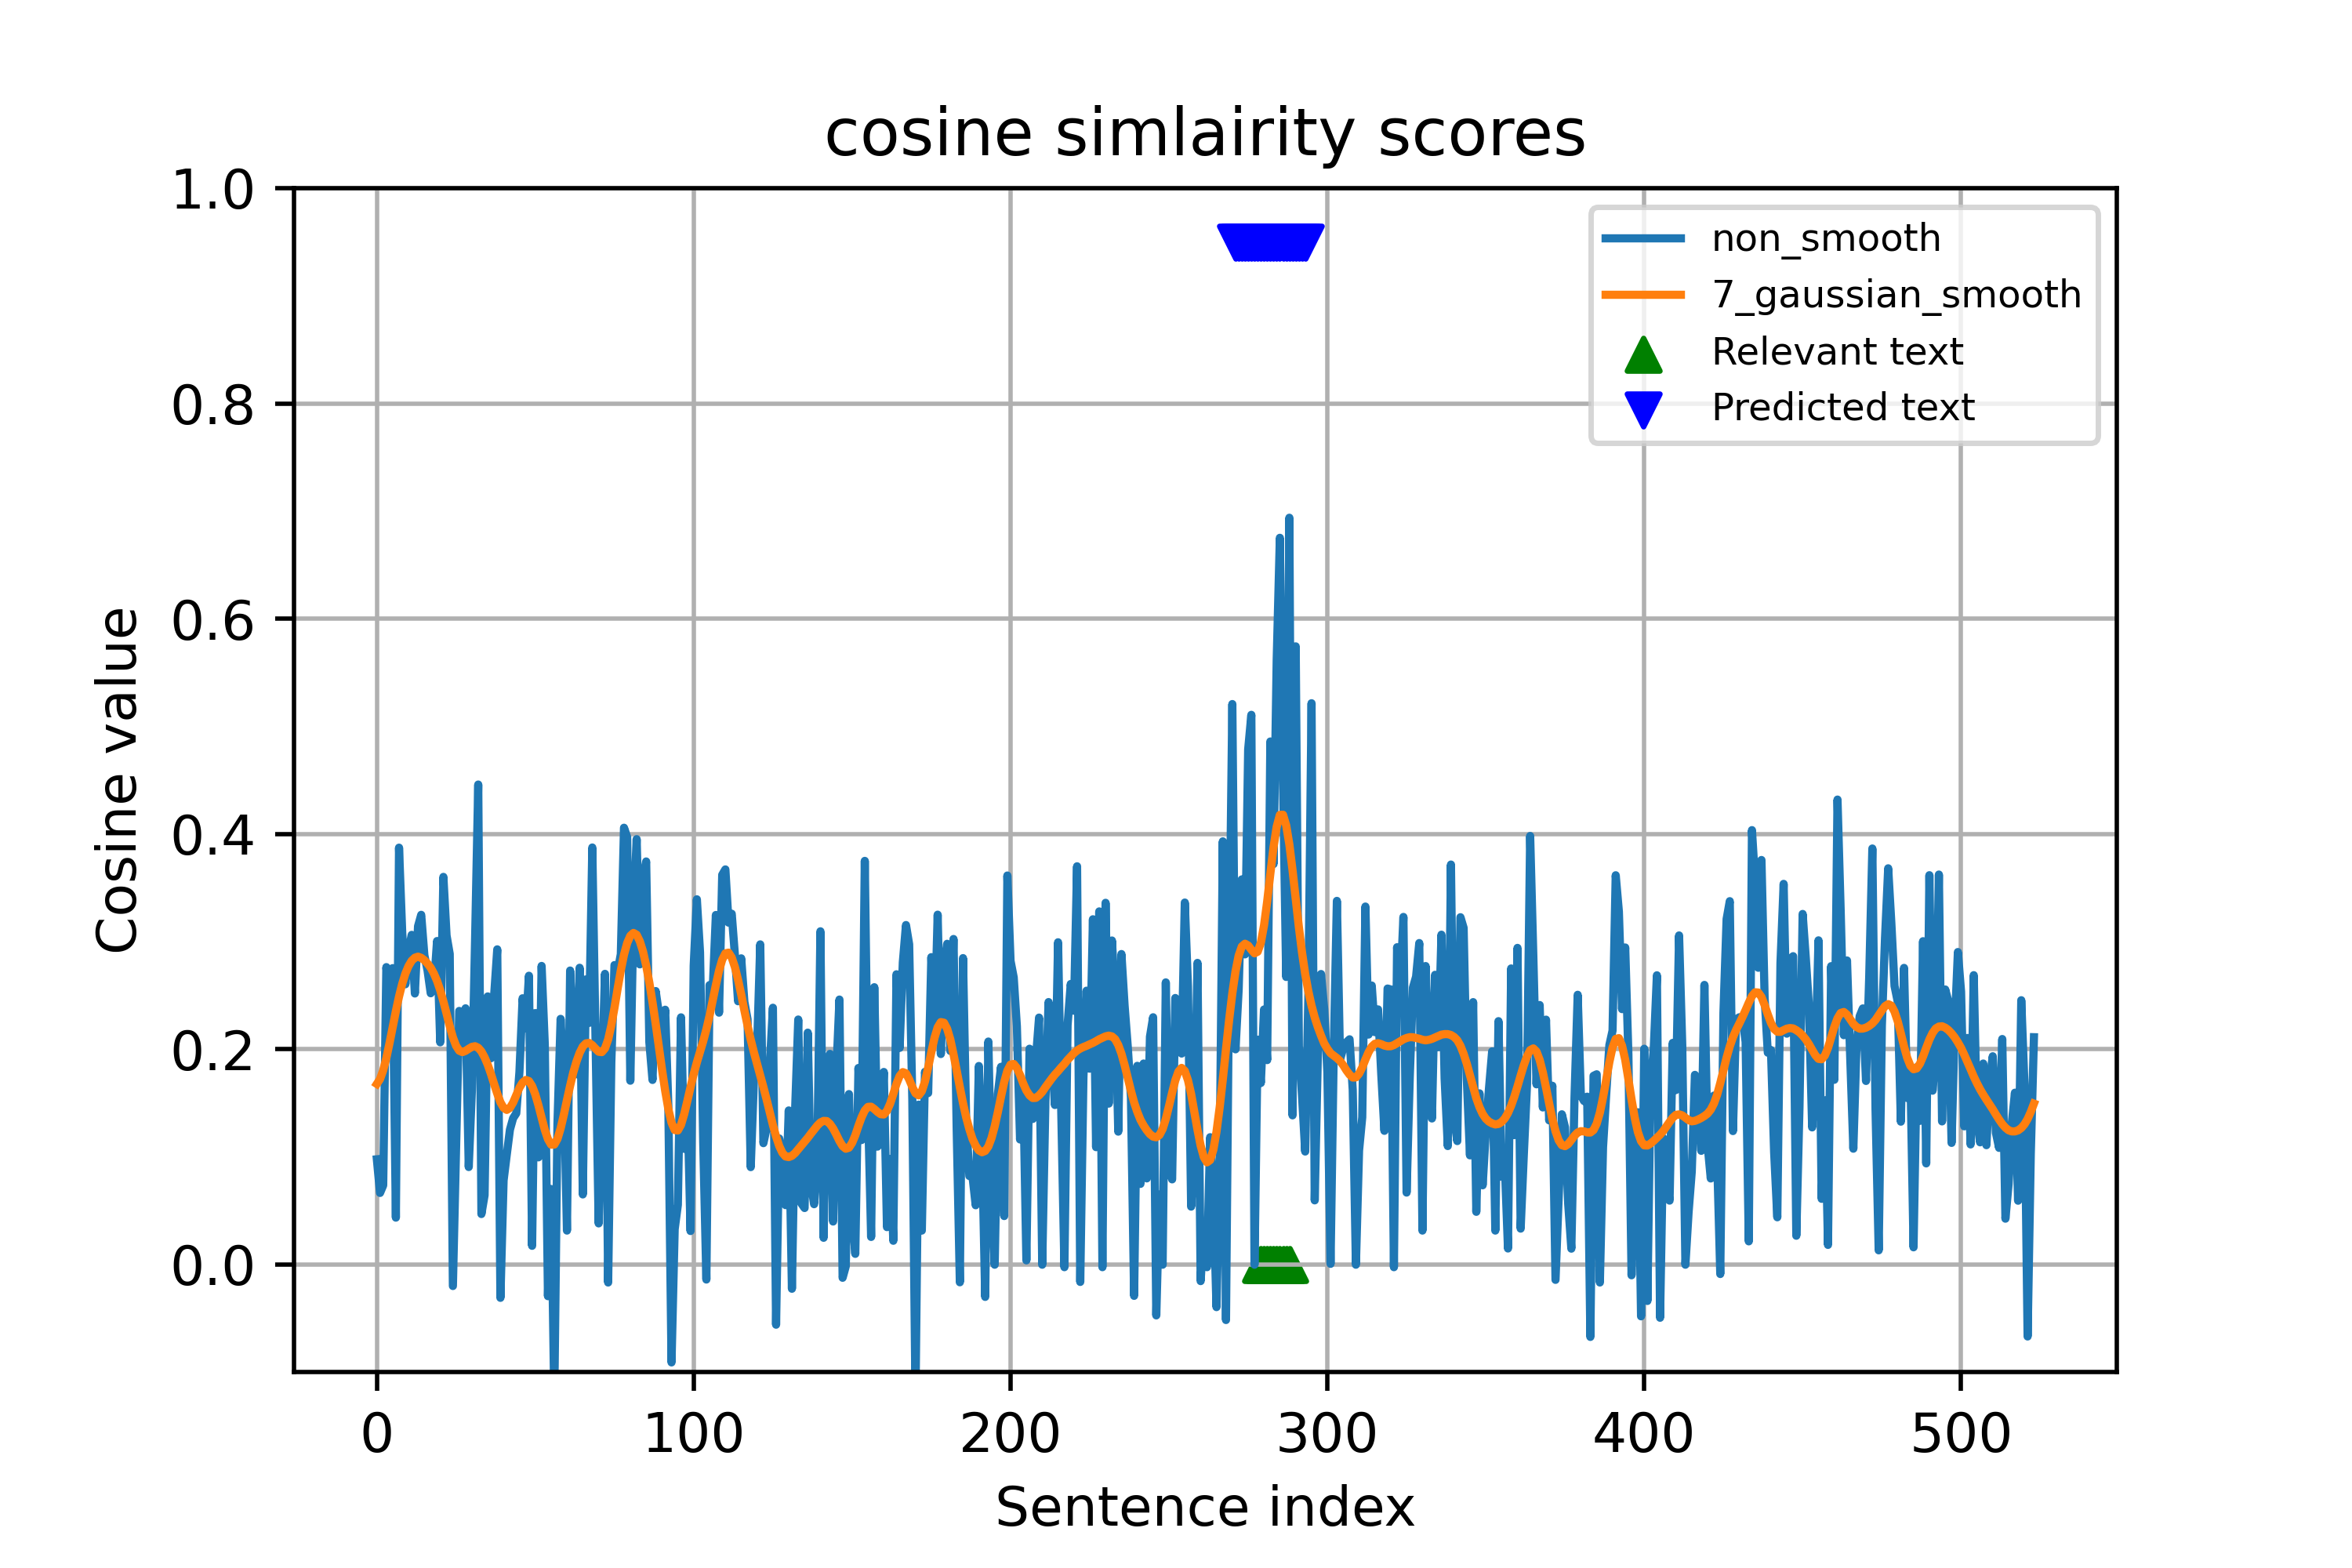 cosine simlairity scores
1.0
0.8
0.6
0.4
0.2
0.0
Cosine value
non_smooth
7_gaussian_smooth
Relevant text
Predicted text
0 100 200 300 400 500
Sentence index